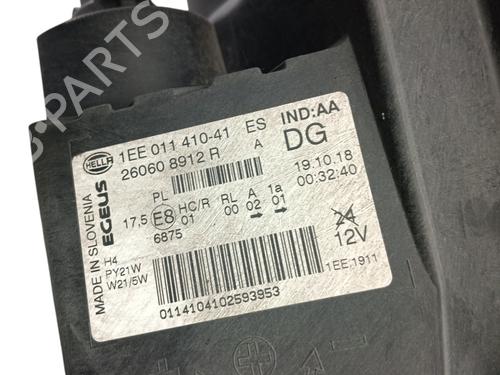 B-PARTS
HELLA
1EE 011 410-41 ES IND:AA
26060 8912 R A DG
19.10.18
00:32:40
MADE IN SLOVENIA
EGEUS
PL HC/R RL A 1a
17,5 E8 01 00 02 01
6875
24
12V
H4
PY21W
W21/5W
1EE.1911
0114104102593953